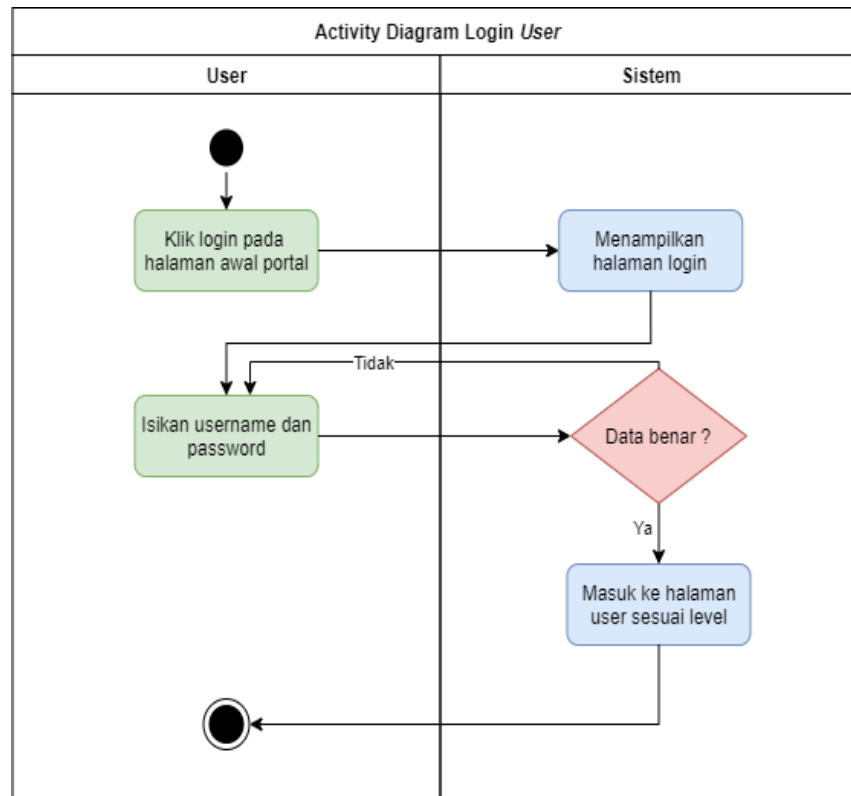 Activity Diagram Login User
User
Sistem
Klik login pada
halaman awal portal
Menampilkan
halaman login
Tidak
Isikan username dan
password
Data benar ?
Ya
Masuk ke halaman
user sesuai level